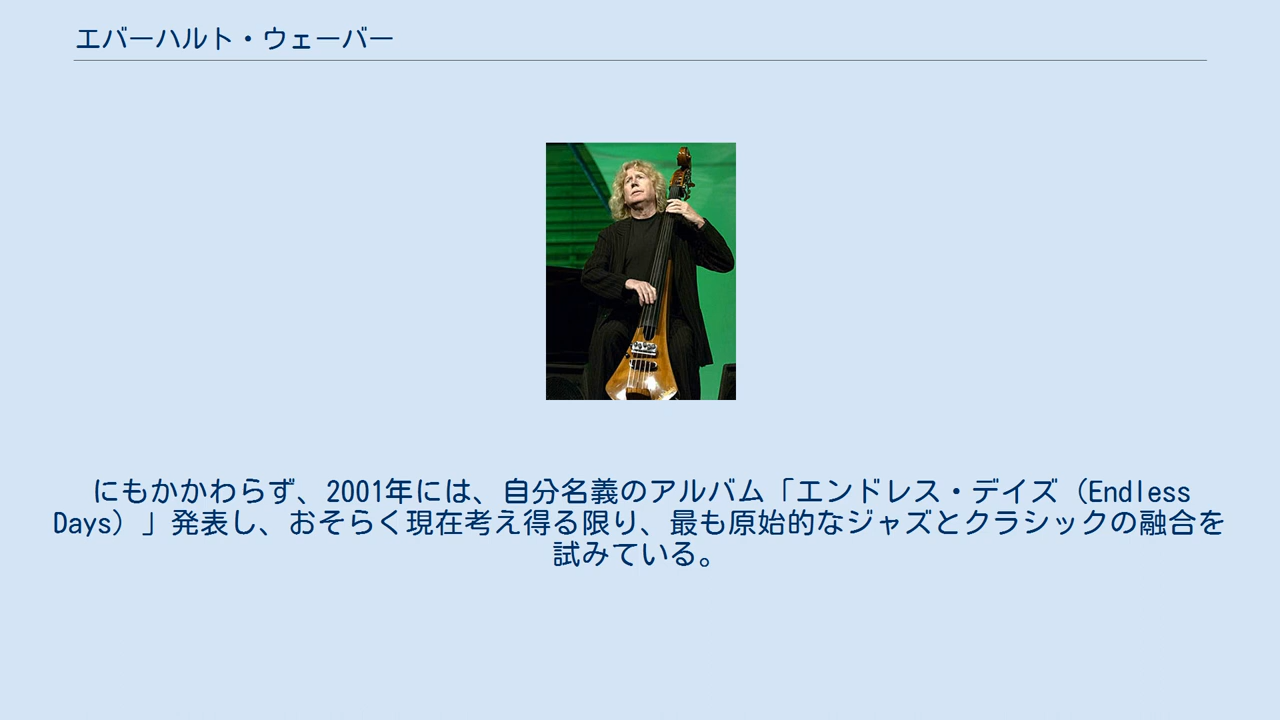 エバーハルト・ウェーバー
にもかかわらず、2001年には、自分名義のアルバム「エンドレス・デイズ（Endless
Days）」発表し、おそらく現在考え得る限り、最も原始的なジャズとクラシックの融合を
試みている。